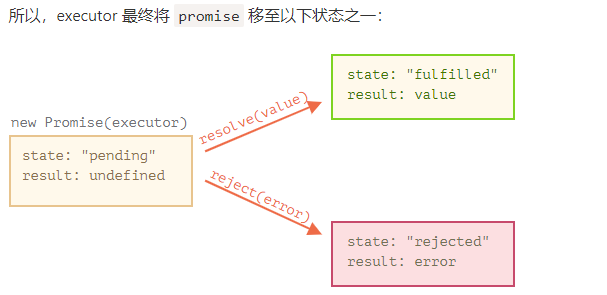 所以，executor 最终将 promise 移至以下状态之一：
state: "fulfilled"
result: value
new Promise(executor)
resolve(value)
state: "pending"
result: undefined
reject(error)
state: "rejected"
result: error